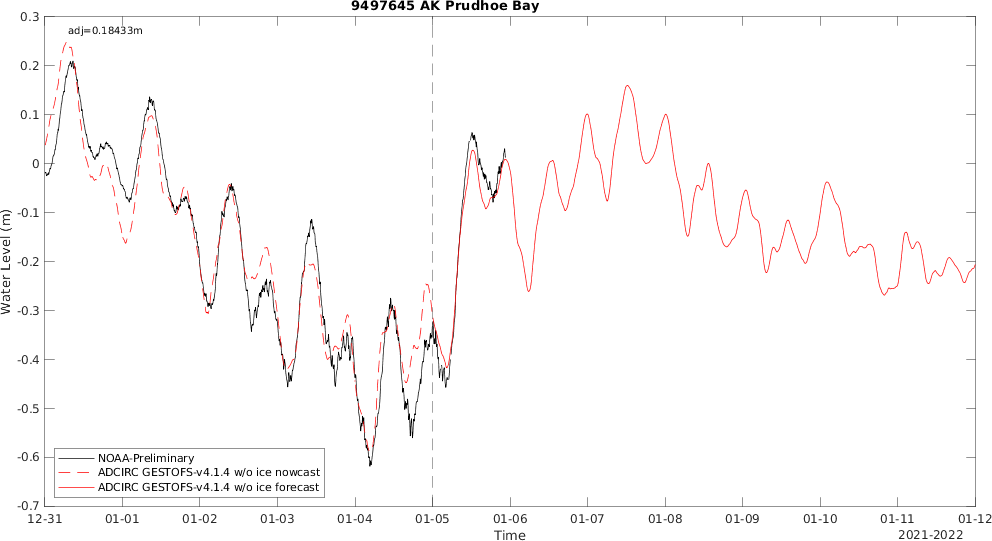 9497645 AK Prudhoe Bay
adj=0.18433m
0.3
0.2
0.1
0
-0.1
-0.2
-0.3
-0.4
-0.5
-0.6
-0.7
Water Level (m)
NOAA-Preliminary
ADCIRC GESTOFS-v4.1.4 w/o ice nowcast
ADCIRC GESTOFS-v4.1.4 w/o ice forecast
12-31 01-01 01-02 01-03 01-04 01-05 01-06 01-07 01-08 01-09 01-10 01-11 01-12
Time
2021-2022